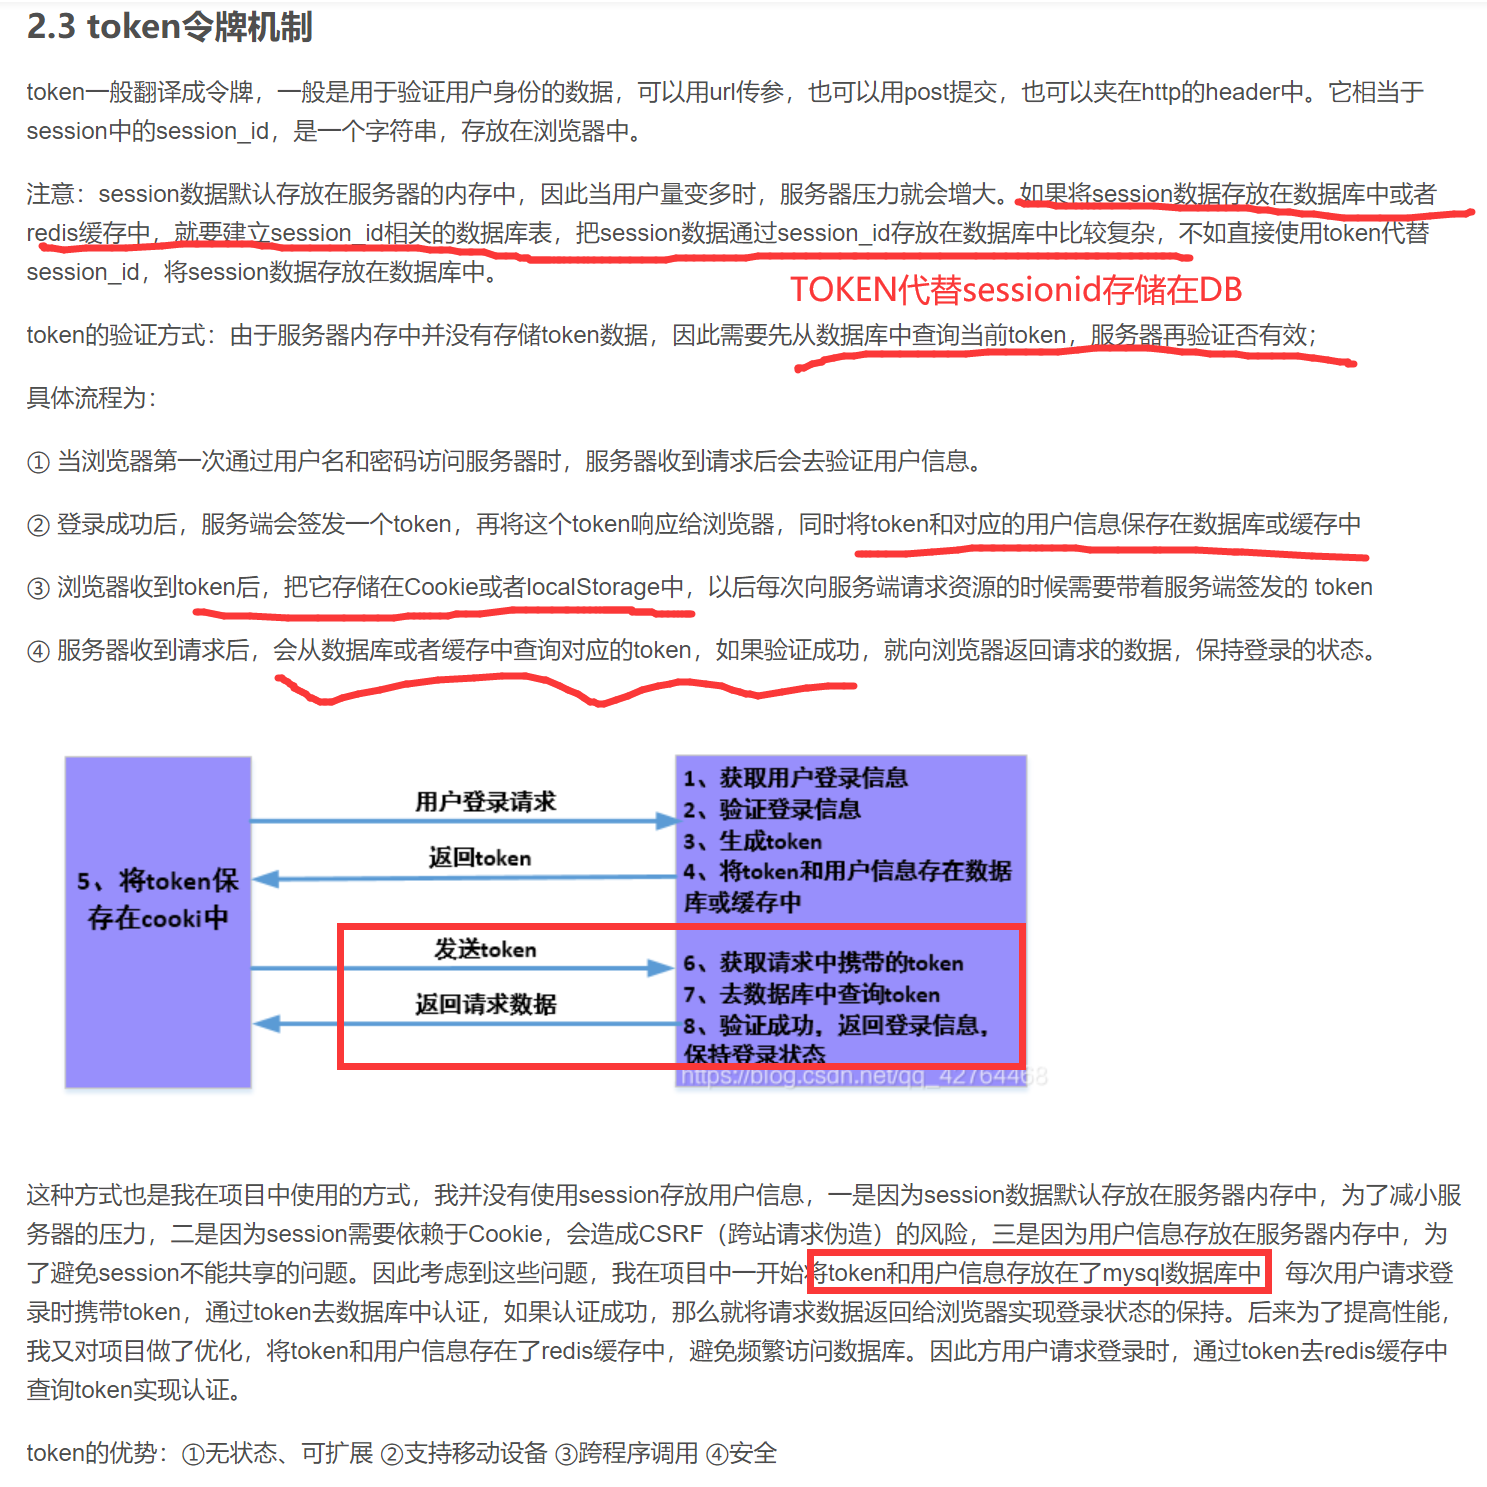 2.3 token令牌机制
token一般翻译成令牌，一般是用于验证用户身份的数据，可以用url传参，也可以用post提交，也可以夹在http的header中。它相当于
session中的session_id，是一个字符串，存放在浏览器中。
注意：session数据默认存放在服务器的内存中，因此当用户量变多时，服务器压力就会增大。如果将session数据存放在数据库中或者
redis缓存中，就要建立session_id相关的数据库表，把session数据通过session_id存放在数据库中比较复杂，不如直接使用token代替
session_id，将session数据存放在数据库中。
TOKEN代替sessionid存储在DB
token的验证方式：由于服务器内存中并没有存储token数据，因此需要先从数据库中查询当前token，服务器再验证否有效；
具体流程为：
① 当浏览器第一次通过用户名和密码访问服务器时，服务器收到请求后会去验证用户信息。
② 登录成功后，服务端会签发一个token，再将这个token响应给浏览器，同时将token和对应的用户信息保存在数据库或缓存中
③ 浏览器收到token后，把它存储在Cookie或者localStorage中，以后每次向服务端请求资源的时候需要带着服务端签发的 token
④ 服务器收到请求后，会从数据库或者缓存中查询对应的token，如果验证成功，就向浏览器返回请求的数据，保持登录的状态。
5、将token保
存在cooki中
用户登录请求
返回token
发送token
返回请求数据
1、获取用户登录信息
2、验证登录信息
3、生成token
4、将token和用户信息存在数据
库或缓存中
6、获取请求中携带的token
7、去数据库中查询token
8、验证成功，返回登录信息，
保持登录状态
https://blog.csdn.net/qq_42764468
这种方式也是我在项目中使用的方式，我并没有使用session存放用户信息，一是因为session数据默认存放在服务器内存中，为了减小服
务器的压力，二是因为session需要依赖于Cookie，会造成CSRF（跨站请求伪造）的风险，三是因为用户信息存放在服务器内存中，为
了避免session不能共享的问题。因此考虑到这些问题，我在项目中一开始将token和用户信息存放在了mysql数据库中，每次用户请求登
录时携带token，通过token去数据库中认证，如果认证成功，那么就将请求数据返回给浏览器实现登录状态的保持。后来为了提高性能，
我又对项目做了优化，将token和用户信息存在了redis缓存中，避免频繁访问数据库。因此方用户请求登录时，通过token去redis缓存中
查询token实现认证。
token的优势：①无状态、可扩展 ②支持移动设备 ③跨程序调用 ④安全